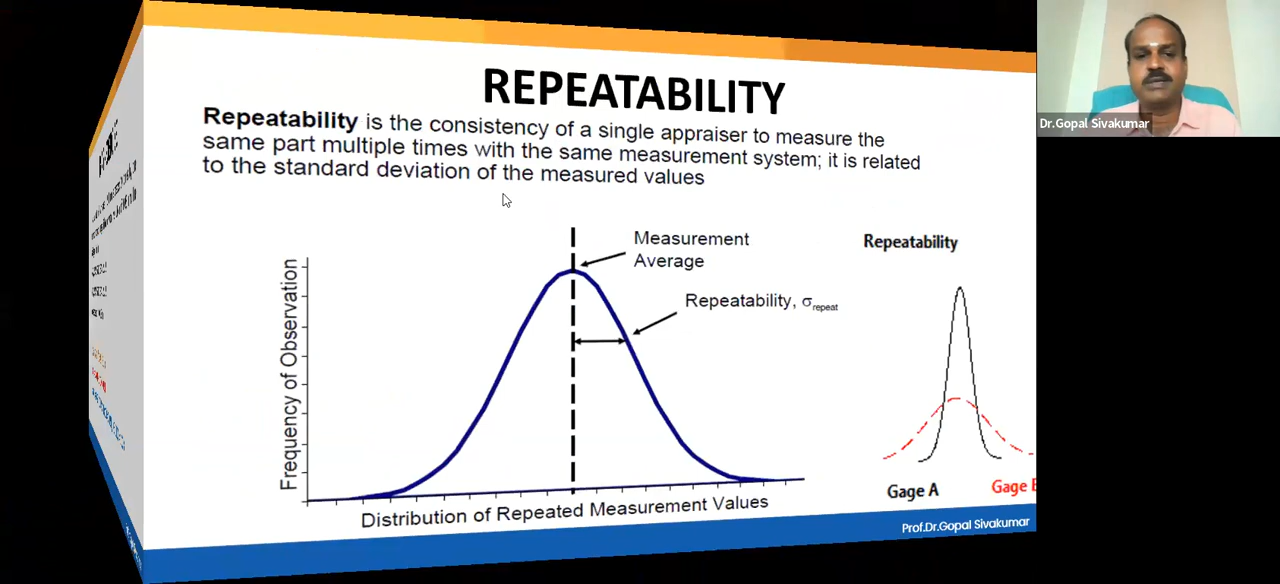 REPEATABILITY
Repeatability is the consistency of a single appraiser to measure the
same part multiple times with the same measurement system; it is related
to the standard deviation of the measured values
Measurement
Average
Repeatability, σrepeat
Frequency of Observation
Distribution of Repeated Measurement Values
Repeatability
Gage A
Gage
Prof.Dr.Gopal Sivakumar
Dr.Gopal Sivakumar